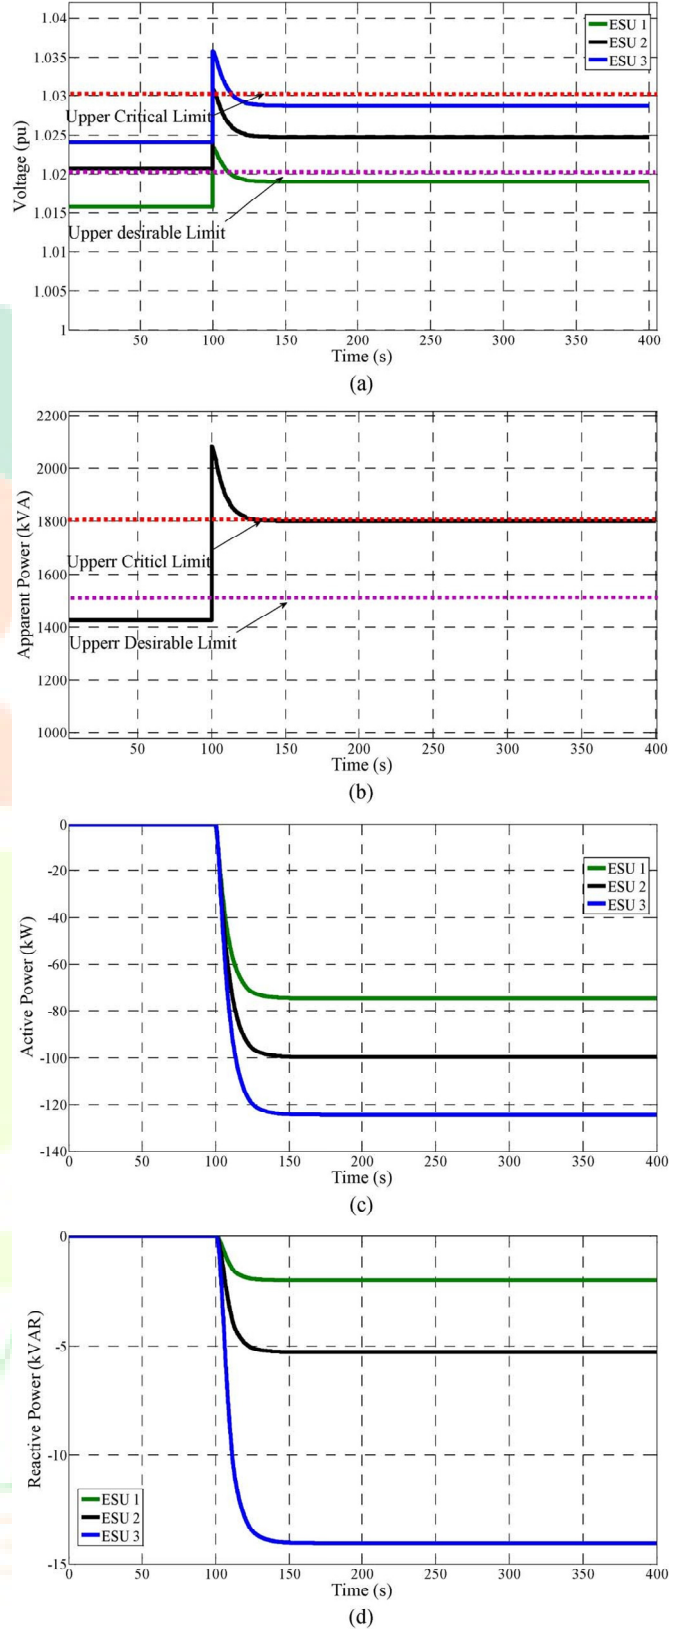 1.04
1.035
1.03
1.025
1.02
1.015
1.01
1.005
1
Voltage (pu)
ESU 1
ESU 2
ESU 3
Upper Critical Limit
Upper desirable Limit
50 100 150 200 250 300 350 400
Time (s)
(a)
2200
2000
1800
1600
1400
1200
1000
Apparent Power (kVA)
Upperr Criticl Limit
Upperr Desirable Limit
50 100 150 200 250 300 350 400
Time (s)
(b)
0
-20
-40
-60
-80
-100
-120
-140
Active Power (kW)
ESU 1
ESU 2
ESU 3
0 50 100 150 200 250 300 350 400
Time (s)
(c)
0
-5
-10
-15
Reactive Power (kVAR)
ESU 1
ESU 2
ESU 3
0 50 100 150 200 250 300 350 400
Time (s)
(d)